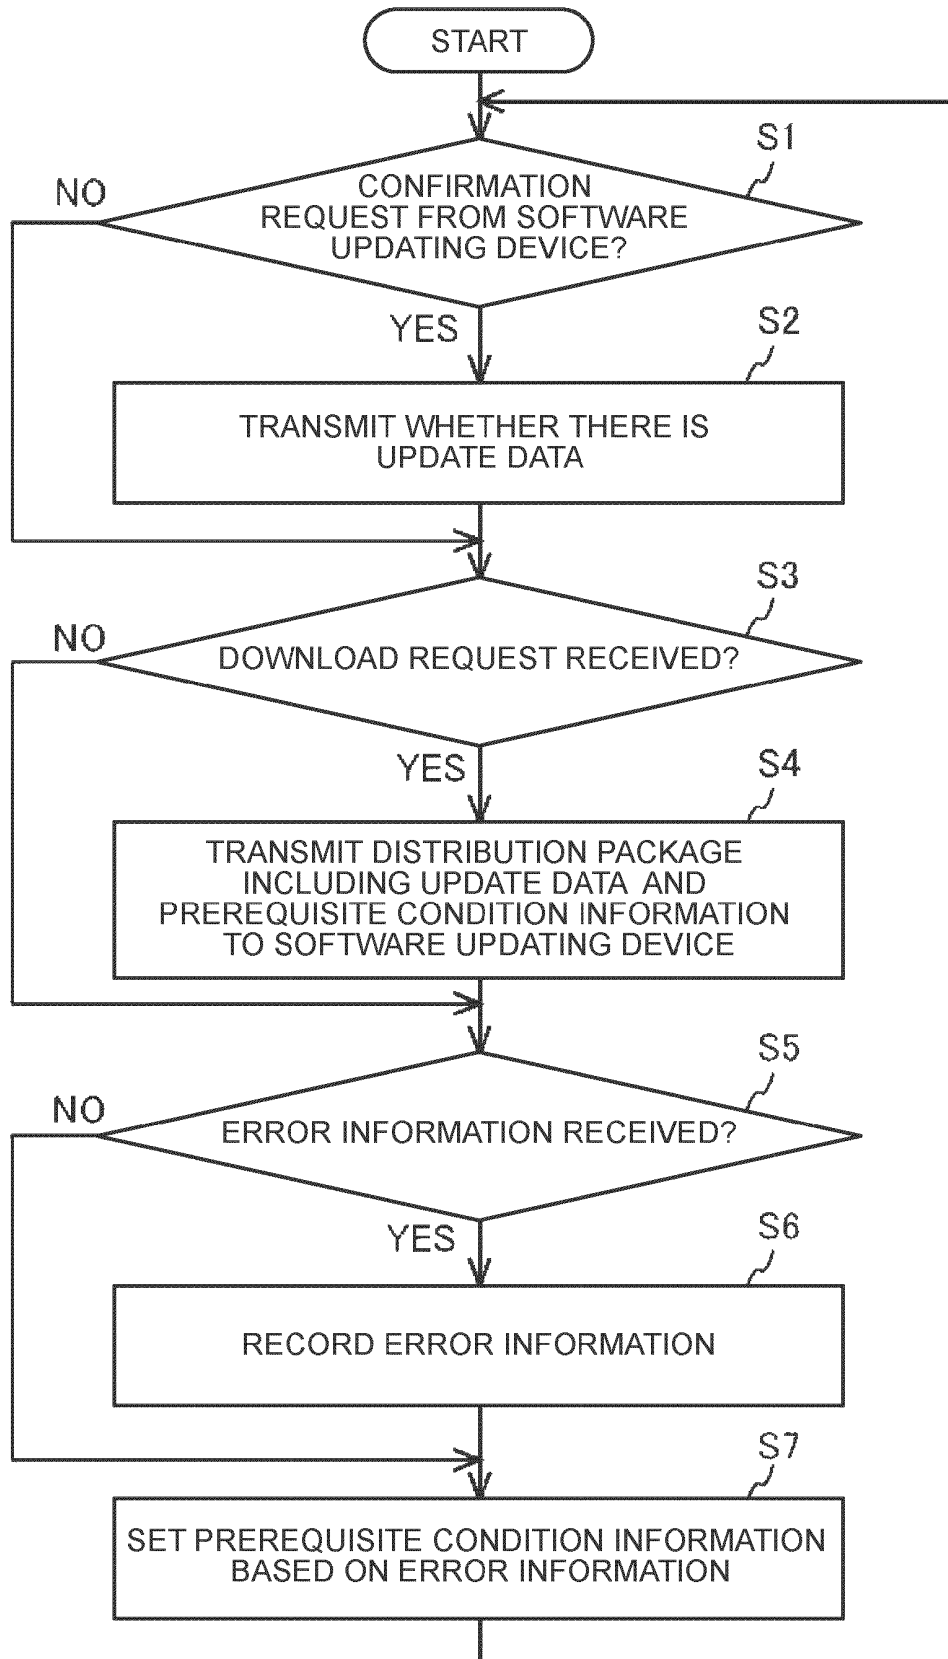 START
S1
NO
CONFIRMATION
REQUEST FROM SOFTWARE
UPDATING DEVICE?
YES
S2
TRANSMIT WHETHER THERE IS
UPDATE DATA
S3
NO
DOWNLOAD REQUEST RECEIVED?
YES
S4
TRANSMIT DISTRIBUTION PACKAGE
INCLUDING UPDATE DATA AND
PREREQUISITE CONDITION INFORMATION
TO SOFTWARE UPDATING DEVICE
S5
NO
ERROR INFORMATION RECEIVED?
YES
S6
RECORD ERROR INFORMATION
S7
SET PREREQUISITE CONDITION INFORMATION
BASED ON ERROR INFORMATION